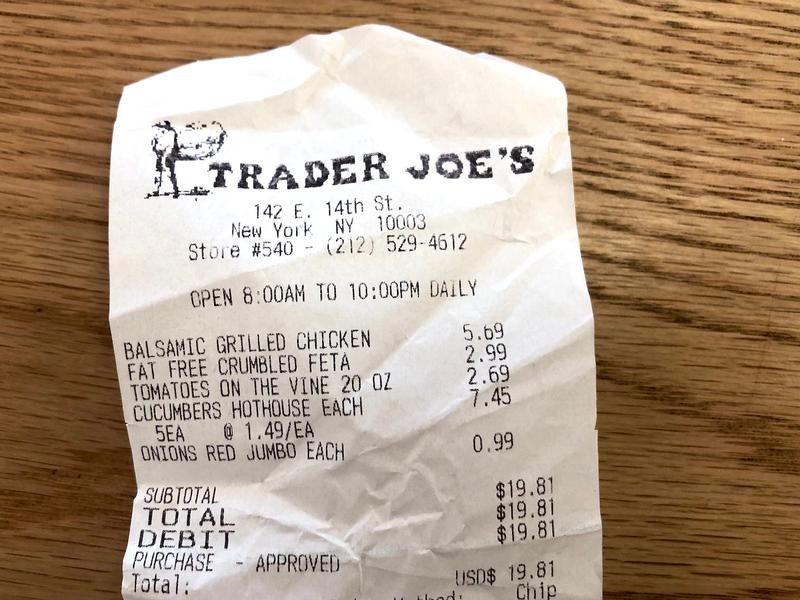 TRADER JOE'S
142 E. 14th St.
New York NY 10003
Store #540 - (212) 529-4612
OPEN 8:00AM TO 10:00PM DAILY
BALSAMIC GRILLED CHICKEN 5.69
FAT FREE CRUMBLED FETA 2.99
TOMATOES ON THE VINE 20 OZ 2.69
CUCUMBERS HOTHOUSE EACH 7.45
5EA @ 1.49/EA
ONIONS RED JUMBO EACH 0.99
SUBTOTAL $19.81
TOTAL $19.81
DEBIT $19.81
PURCHASE - APPROVED
Total: USD$ 19.81
Method: Chip